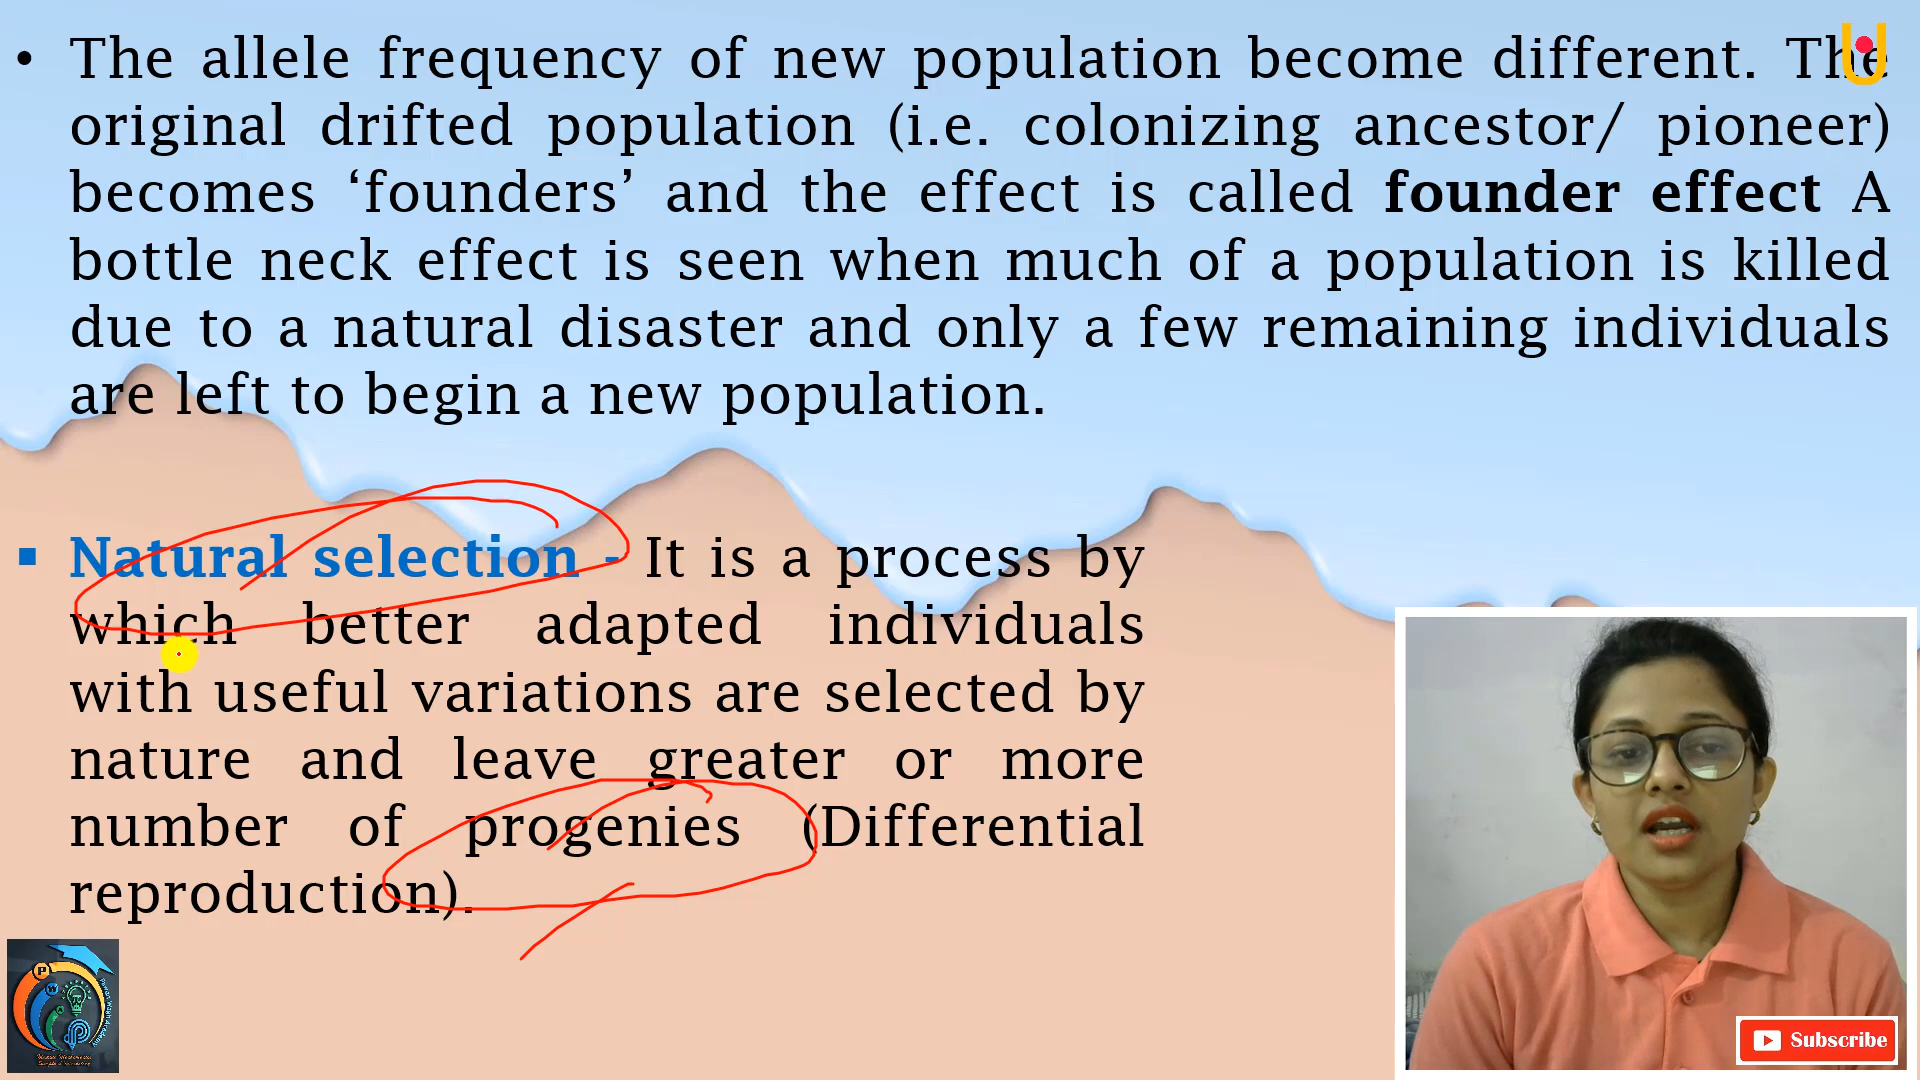 • The allele frequency of new population become different. The
original drifted population (i.e. colonizing ancestor/ pioneer)
becomes ‘founders’ and the effect is called founder effect A
bottle neck effect is seen when much of a population is killed
due to a natural disaster and only a few remaining individuals
are left to begin a new population.
▪ Natural selection - It is a process by
which better adapted individuals
with useful variations are selected by
nature and leave greater or more
number of progenies (Differential
reproduction).
Subscribe